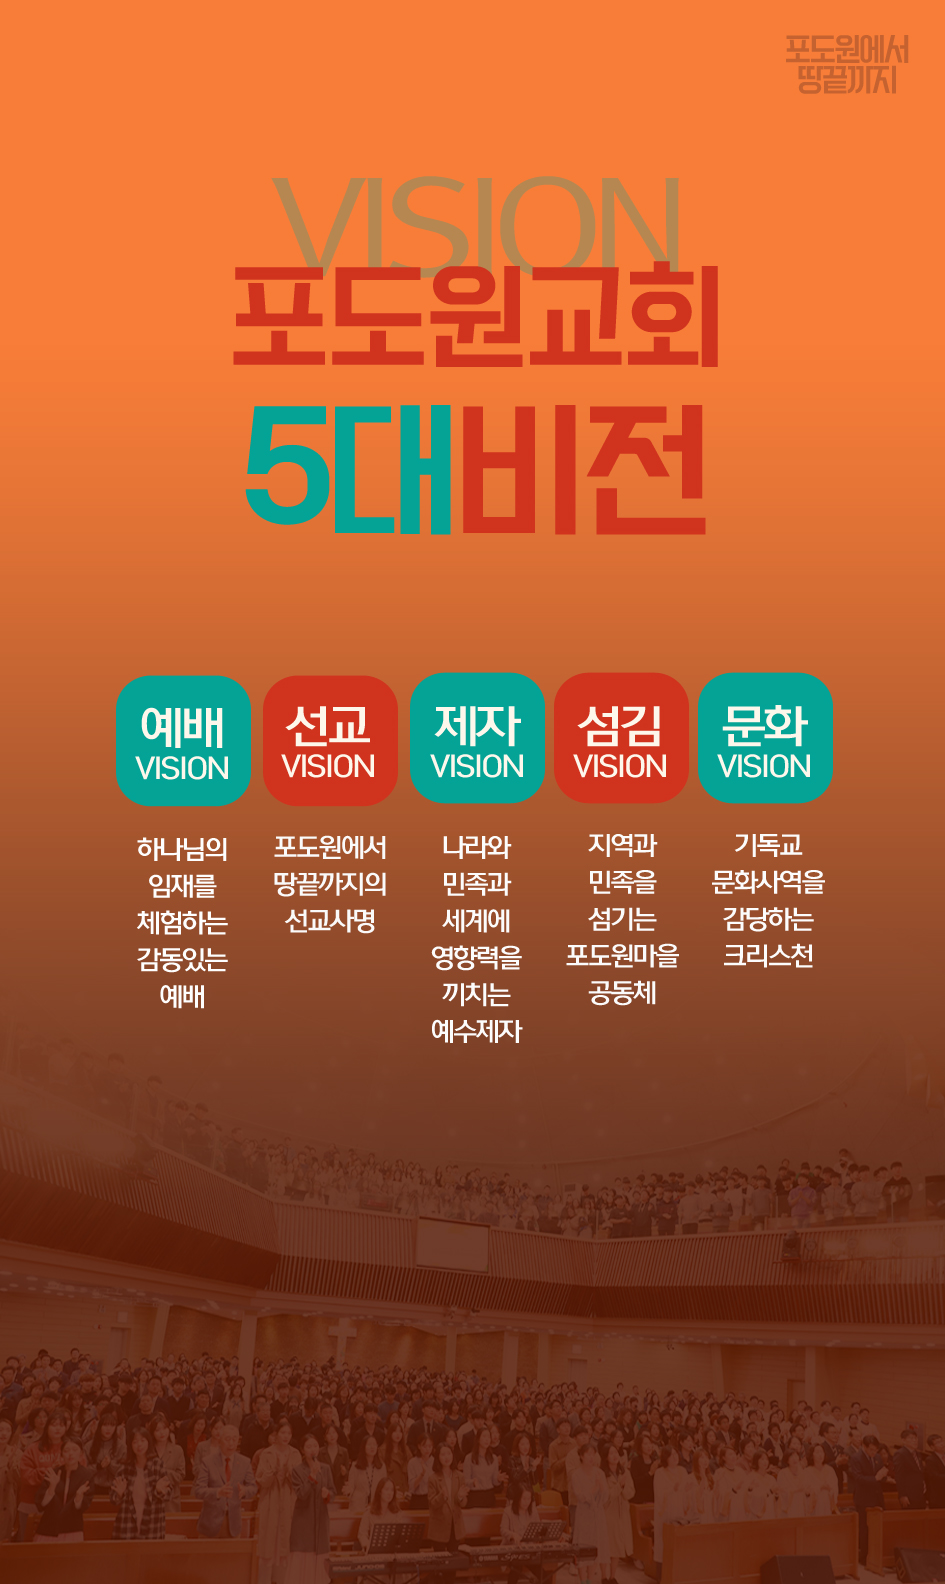 포도원에서
땅끝까지
VISION
포도원교회
5대비전
예배
VISION
하나님의
임재를
체험하는
감동있는
예배
선교
VISION
포도원에서
땅끝까지의
선교사명
제자
VISION
나라와
민족과
세계에
영향력을
끼치는
예수제자
섬김
VISION
지역과
민족을
섬기는
포도원마을
공동체
문화
VISION
기독교
문화사역을
감당하는
크리스천